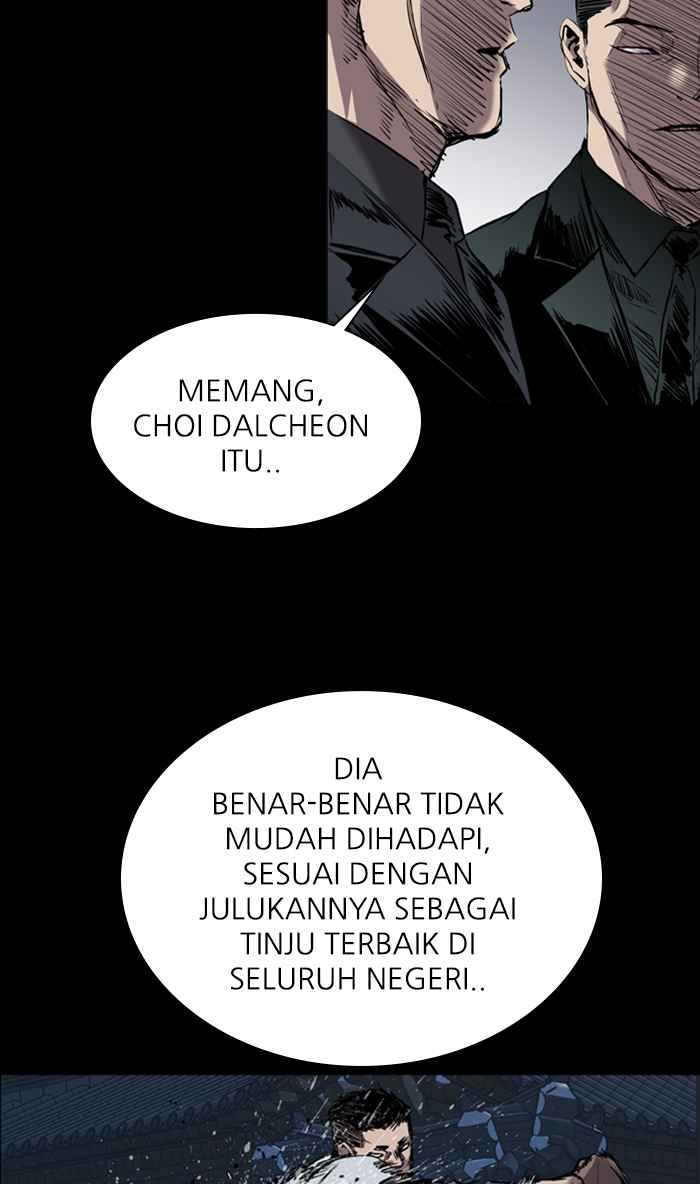 MEMANG,
CHOI DALCHEON
ITU..
DIA
BENAR-BENAR TIDAK
MUDAH DIHADAPI,
SESUAI DENGAN
JULUKANNYA SEBAGAI
TINJU TERBAIK DI
SELURUH NEGERI..